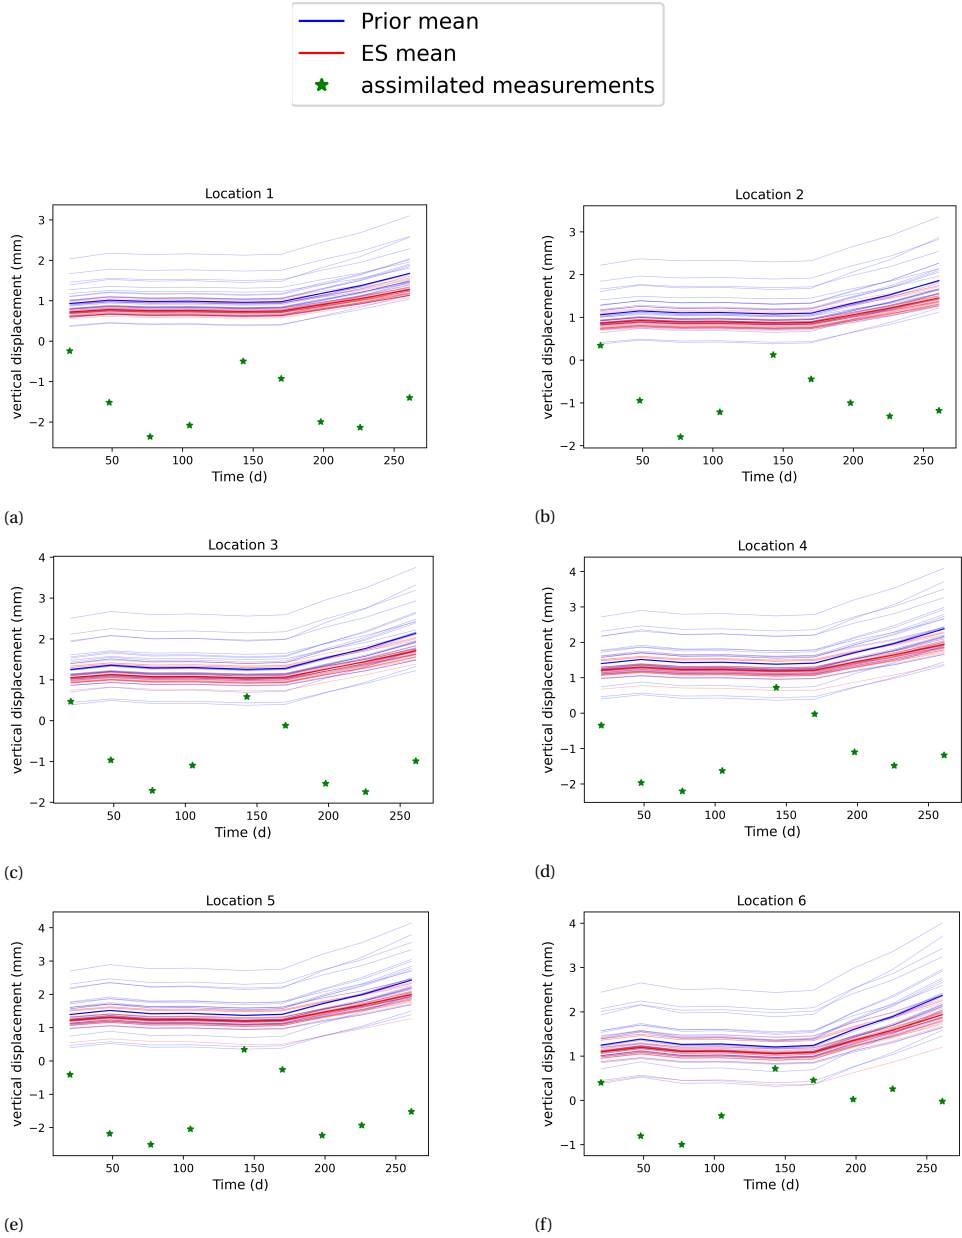 Prior mean
ES mean
assimilated measurements
Location 1
vertical displacement (mm)
3
2
1
0
−1
−2
50 100 150 200 250
Time (d)
(a)
Location 2
vertical displacement (mm)
3
2
1
0
−1
−2
50 100 150 200 250
Time (d)
(b)
Location 3
vertical displacement (mm)
4
3
2
1
0
−1
−2
50 100 150 200 250
Time (d)
(c)
Location 4
vertical displacement (mm)
4
3
2
1
0
−1
−2
50 100 150 200 250
Time (d)
(d)
Location 5
vertical displacement (mm)
4
3
2
1
0
−1
−2
50 100 150 200 250
Time (d)
(e)
Location 6
vertical displacement (mm)
4
3
2
1
0
−1
50 100 150 200 250
Time (d)
(f)